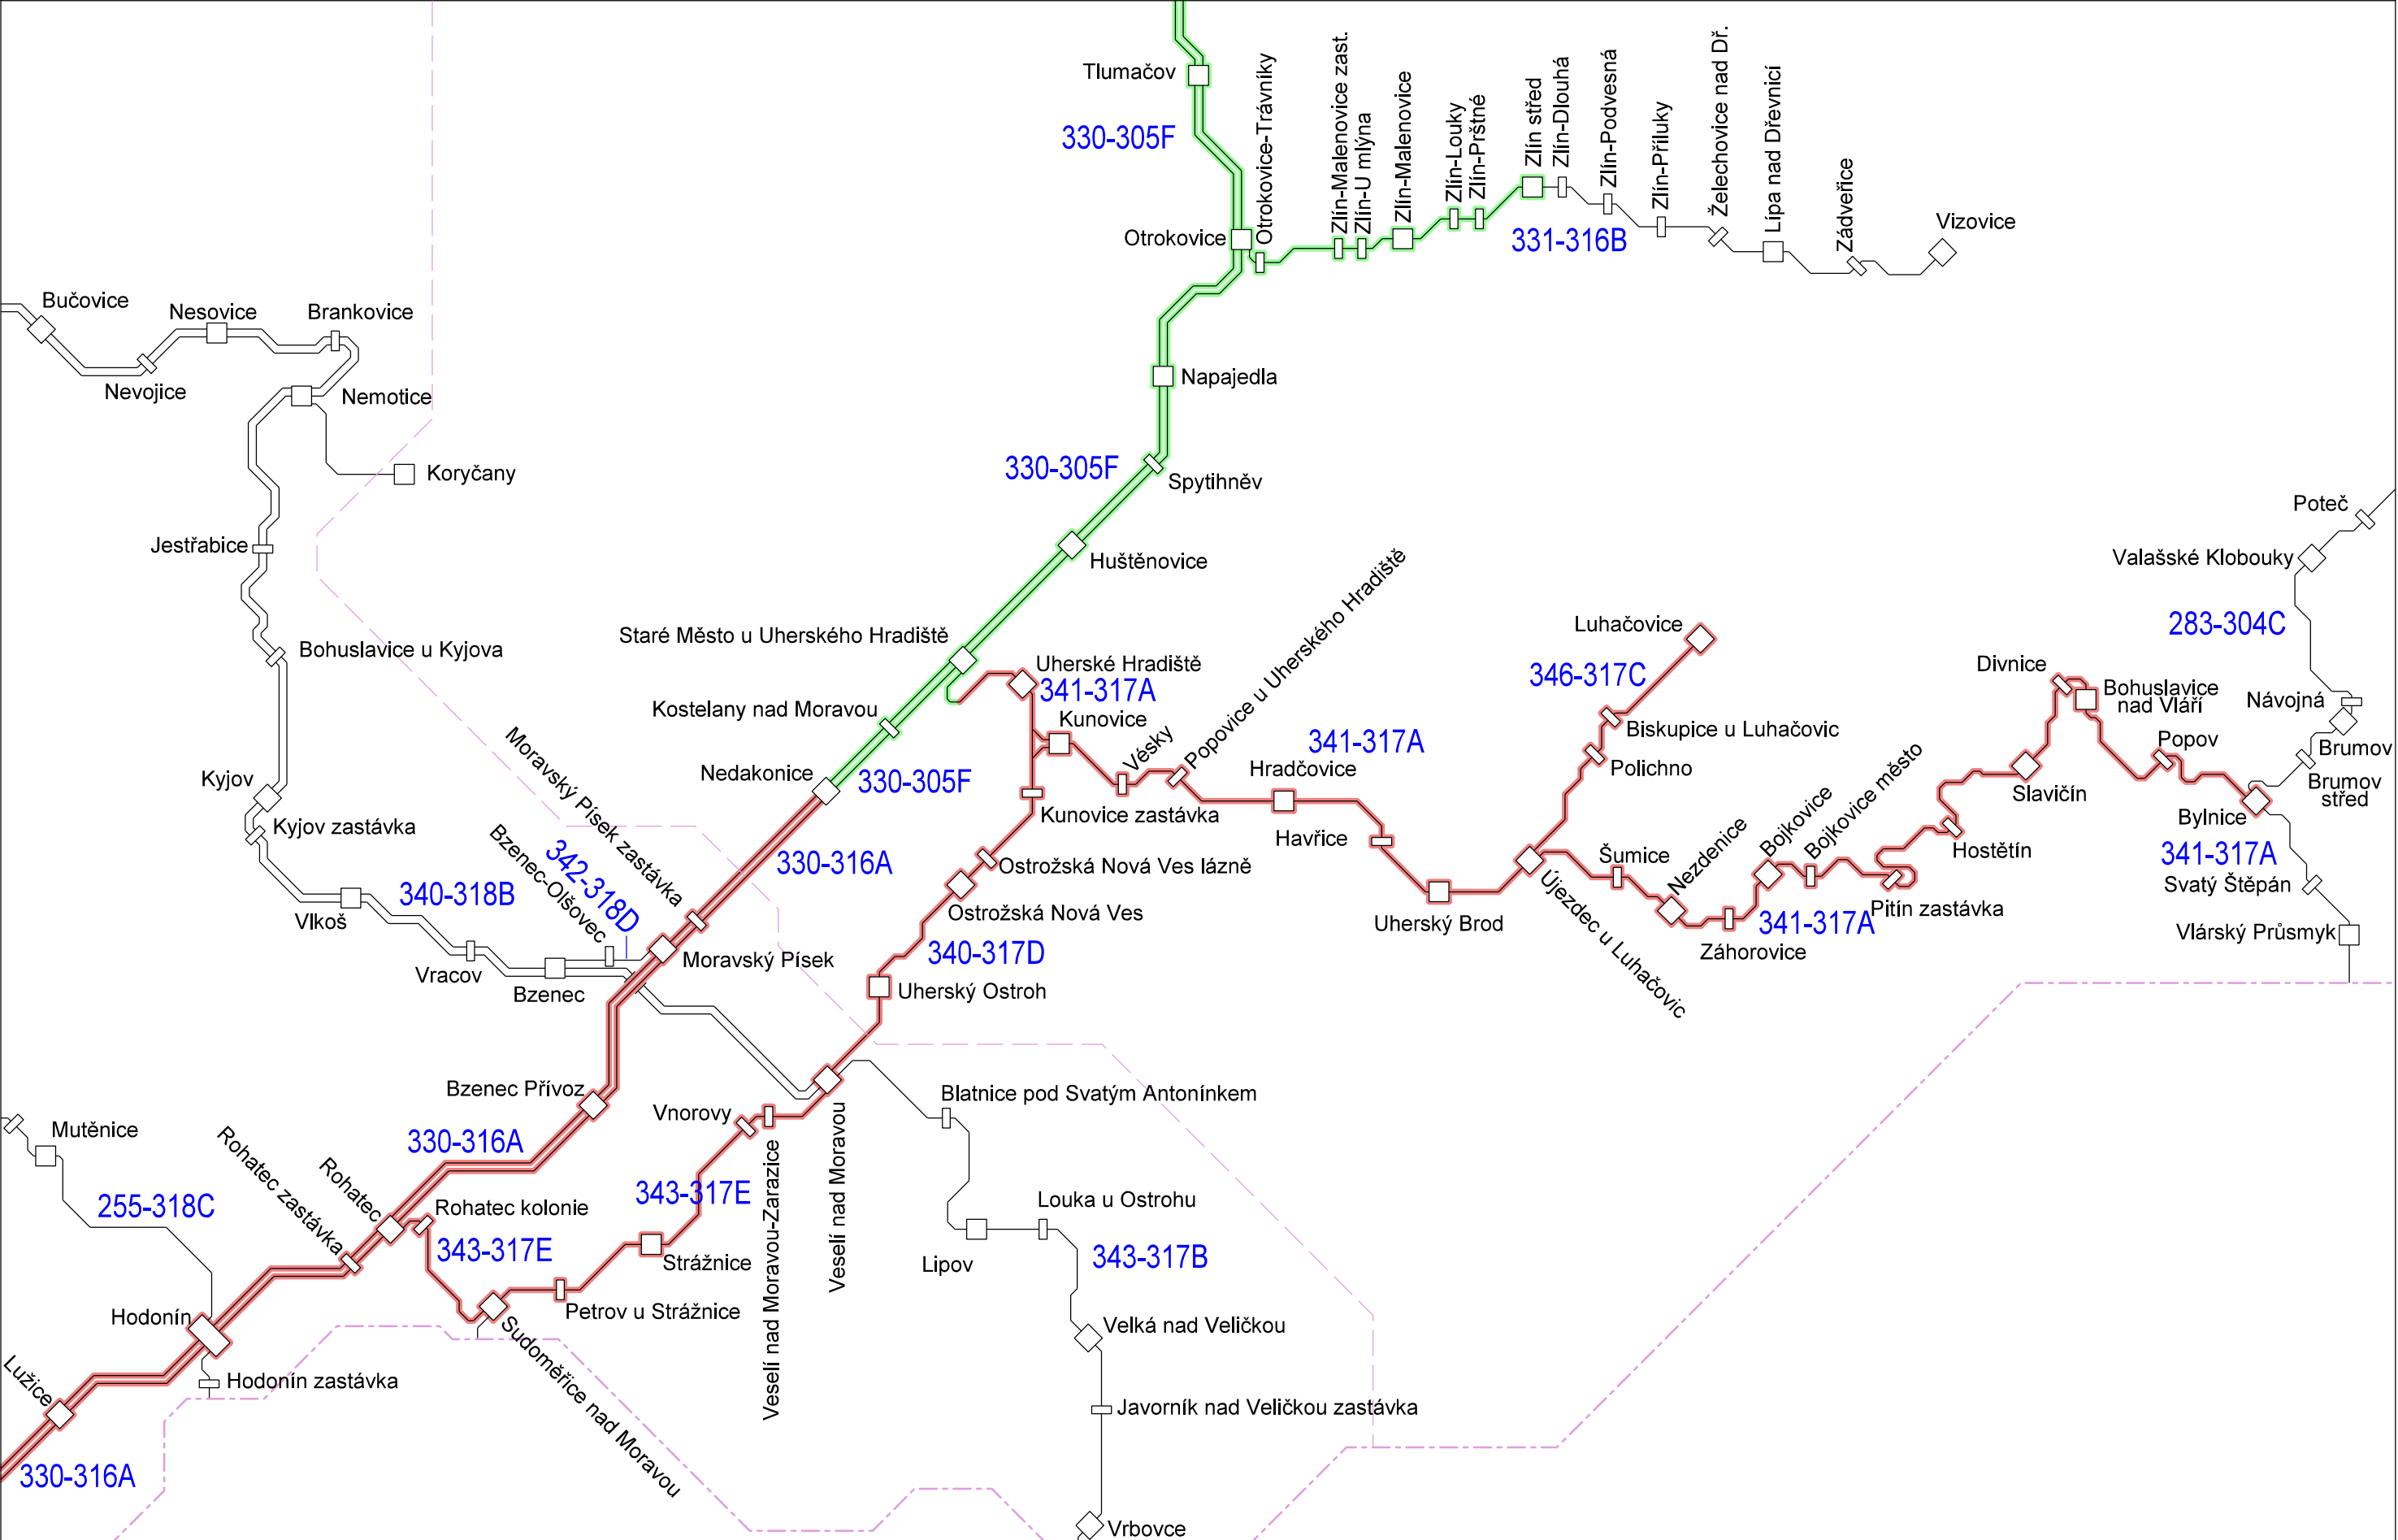 Tlumačov
330-305F
Otrokovice-Trávníky
Zlín-Malenovice zast.
Zlín-U mlýna
Zlín-Malenovice
Zlín-Louky
Zlín-Prštné
Zlín střed
Zlín-Dlouhá
Zlín-Podvesná
Zlín-Příluky
Želechovice nad Dř.
Lípa nad Dřevnicí
Zádveřice
Vizovice
Otrokovice
331-316B
Bučovice
Nesovice
Brankovice
Nevojice
Nemotice
Napajedla
Koryčany
330-305F
Spytihněv
Poteč
Jestřabice
Huštěnovice
Valašské Klobouky
Popovice u Uherského Hradiště
Luhačovice
283-304C
Staré Město u Uherského Hradiště
Bohuslavice u Kyjova
Uherské Hradiště
341-317A
346-317C
Divnice
Bohuslavice
nad Vláří
Návojná
Kostelany nad Moravou
Kunovice
Vésky
341-317A
Biskupice u Luhačovic
Popov
Brumov
Moravský Písek zastávka
Nedakonice
330-305F
Hradčovice
Polichno
Bojkovice město
Slavičín
Brumov
střed
Kyjov
Kyjov zastávka
Kunovice zastávka
Bylnice
Bzenec-Olšovec
342-318D
330-316A
Ostrožská Nová Ves lázně
Havřice
Šumice
Nezdenice
Bojkovice
Hostětín
341-317A
Svatý Štěpán
340-318B
Vlkoš
Ostrožská Nová Ves
Uherský Brod
Újezdec u Luhačovic
341-317A
Pitín zastávka
Vlárský Průsmyk
Vracov
Bzenec
Moravský Písek
340-317D
Záhorovice
Uherský Ostroh
Bzenec Přívoz
Vnorovy
Blatnice pod Svatým Antonínkem
Mutěnice
Rohatec zastávka
Rohatec
330-316A
Veselí nad Moravou-Zarazice
Veselí nad Moravou
255-318C
Rohatec kolonie
343-317E
Louka u Ostrohu
343-317E
Strážnice
Lipov
343-317B
Hodonín
Petrov u Strážnice
Sudoměřice nad Moravou
Velká nad Veličkou
Lužice
Hodonín zastávka
Javorník nad Veličkou zastávka
330-316A
Vrbovce